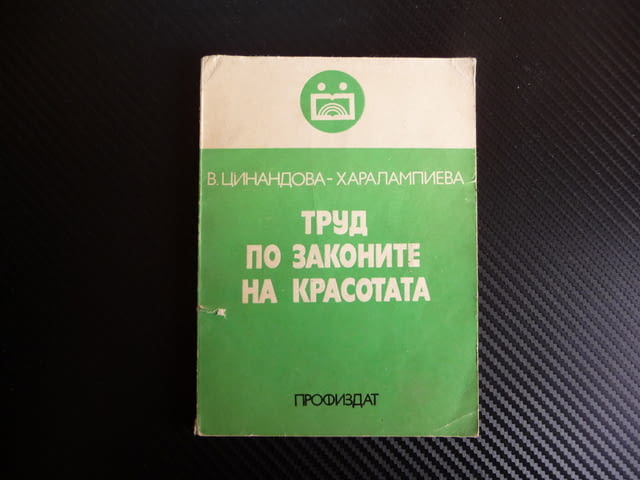 В. ЦИНАНДОВА-ХАРАЛАМПИЕВА
ТРУД
ПО ЗАКОНИТЕ
НА КРАСОТАТА
ПРОФИЗДАТ